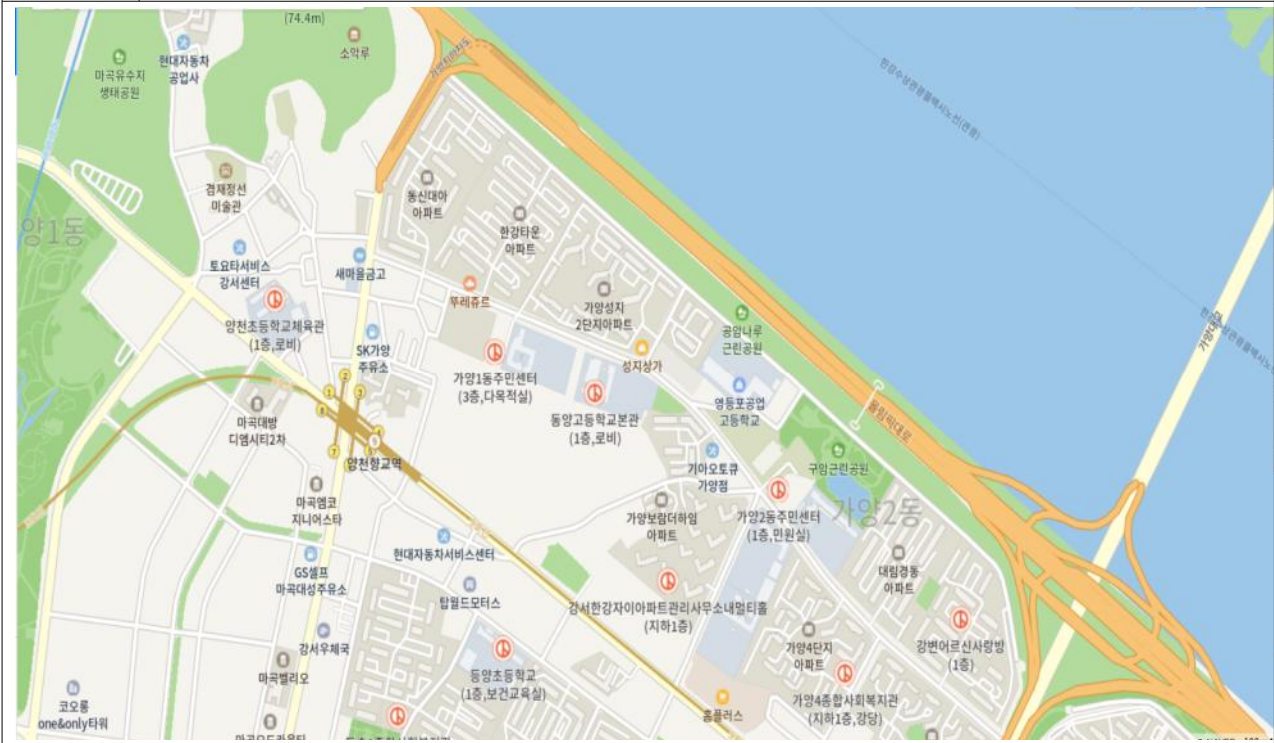 (74.4m)
소악루
현대자동차
공업사
마곡유수지
생태공원
겸재정선
미술관
동신대아
아파트
한강타운
아파트
양1동
토요타서비스
강서센터
새마을금고
뚜레쥬르
가양성지
2단지아파트
공암나루
근린공원
가양대교
양천초등학교체육관
(1층,로비)
SK가양
주유소
성지상가
가양1동주민센터
(3층,다목적실)
동양고등학교본관
(1층,로비)
영등포공업
고등학교
올림픽대로
마곡대방
디엠시티2차
1
2
3
8
7
9
양천향교역
기아오토큐
가양점
구암근린공원
마곡엠코
지니어스타
가양보람더하임
아파트
가양2동주민센터
(1층,민원실)
가양2동
현대자동차서비스센터
GS셀프
마곡대성주유소
대림경동
아파트
탑월드모터스
강서한강자이아파트관리사무소내멀티홀
(지하1층)
강서우체국
가양4단지
아파트
강변어르신사랑방
(1층)
마곡벨리오
등양초등학교
(1층,보건교육실)
코오롱
one&only타워
홈플러스
가양4종합사회복지관
(지하1층,강당)